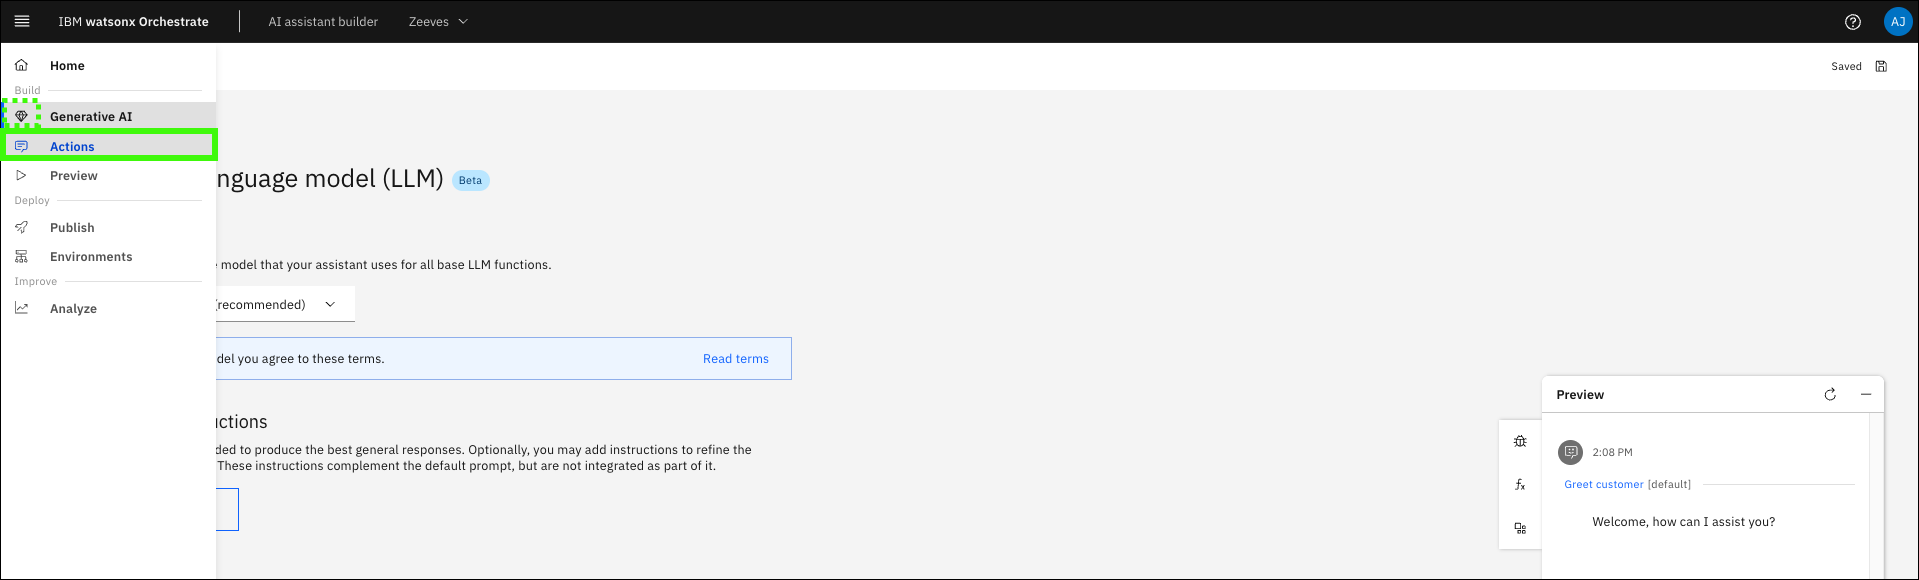 IBM watsonx Orchestrate
AI assistant builder
Zeeves
AJ
Home
Build
Generative AI
Actions
Preview
Deploy
Publish
Environments
Improve
Analyze
Saved
nguage model (LLM)
Beta
model that your assistant uses for all base LLM functions.
(recommended)
del you agree to these terms.
Read terms
ctions
ded to produce the best general responses. Optionally, you may add instructions to refine the
These instructions complement the default prompt, but are not integrated as part of it.
Preview
2:08 PM
Greet customer [default]
Welcome, how can I assist you?